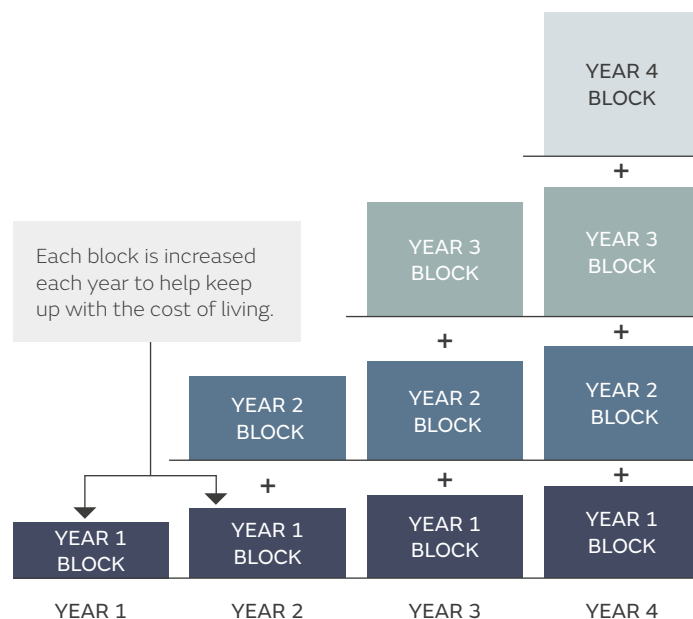 YEAR 4
BLOCK
+
YEAR 3
BLOCK
YEAR 3
BLOCK
Each block is increased
each year to help keep
up with the cost of living.
+
+
YEAR 2
BLOCK
YEAR 2
BLOCK
YEAR 2
BLOCK
+
+
+
YEAR 1
BLOCK
YEAR 1
BLOCK
YEAR 1
BLOCK
YEAR 1
BLOCK
YEAR 1
YEAR 2
YEAR 3
YEAR 4